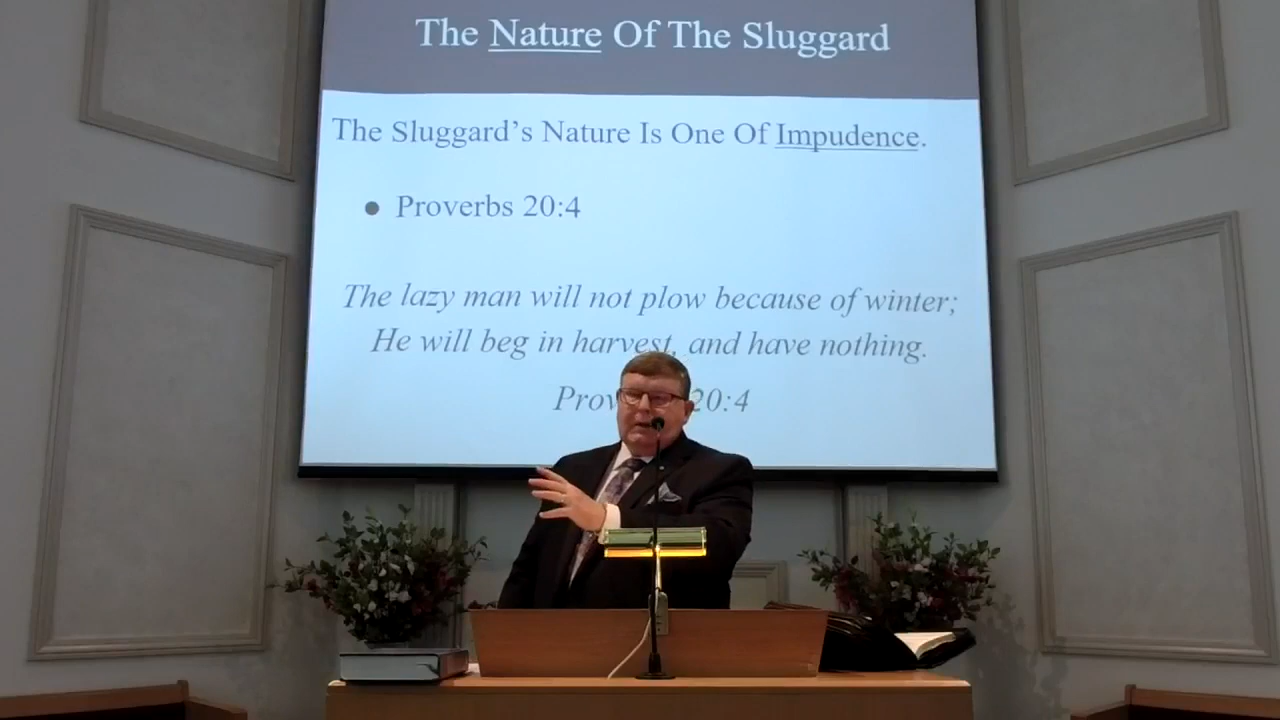 The Nature Of The Sluggard
The Sluggard's Nature Is One Of Impudence.
• Proverbs 20:4
The lazy man will not plow because of winter;
He will beg in harvest, and have nothing.
20:4